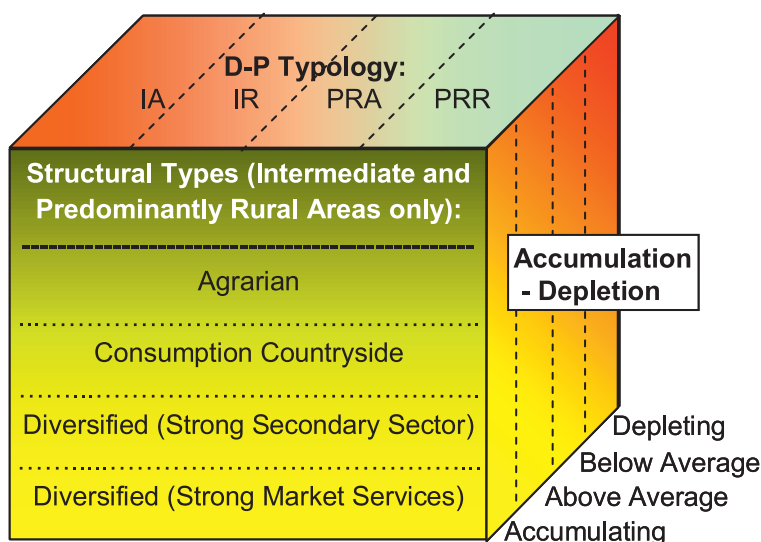 D-P Typology:
IA IR PRA PRR
Structural Types (Intermediate and
Predominantly Rural Areas only):
Agrarian
Consumption Countryside
Diversified (Strong Secondary Sector)
Diversified (Strong Market Services)
Accumulation
- Depletion
Depleting
Below Average
Above Average
Accumulating